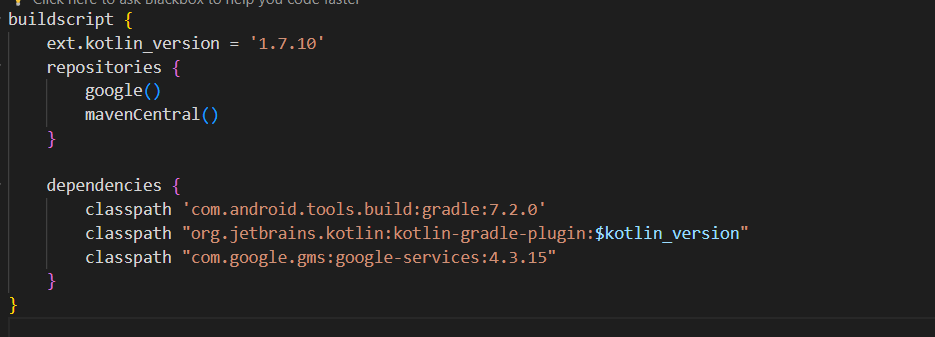 Click here to ask Blackbox to help you code faster
buildscript {
    ext.kotlin_version = '1.7.10'
    repositories {
        google()
        mavenCentral()
    }
    dependencies {
        classpath 'com.android.tools.build:gradle:7.2.0'
        classpath "org.jetbrains.kotlin:kotlin-gradle-plugin:$kotlin_version"
        classpath "com.google.gms:google-services:4.3.15"
    }
}